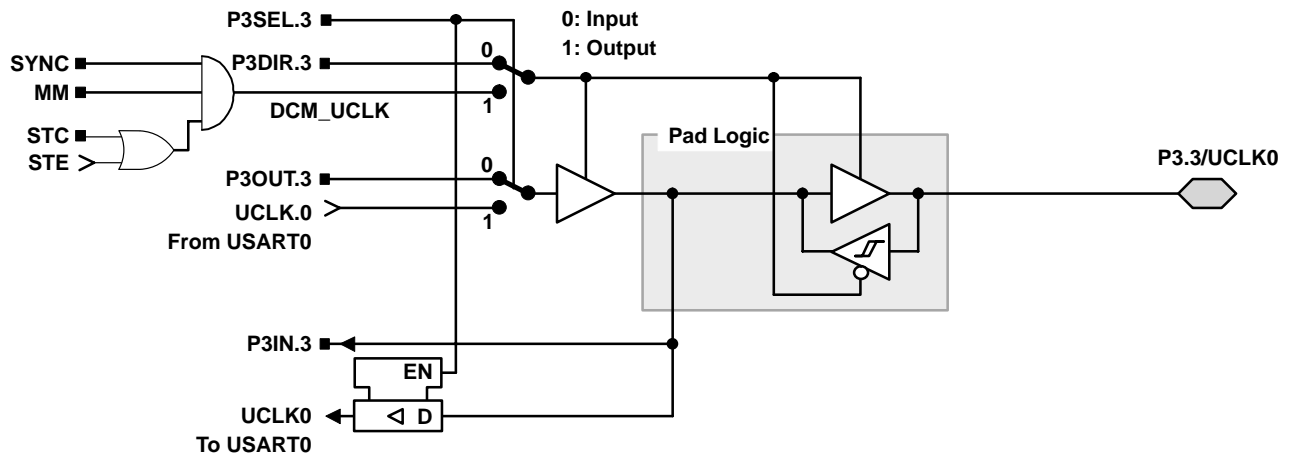 P3SEL.3
0: Input
1: Output
SYNC
P3DIR.3
0
MM
DCM_UCLK
1
STC
STE
Pad Logic
P3.3/UCLK0
P3OUT.3
0
UCLK.0
1
From USART0
P3IN.3
EN
UCLK0
D
To USART0